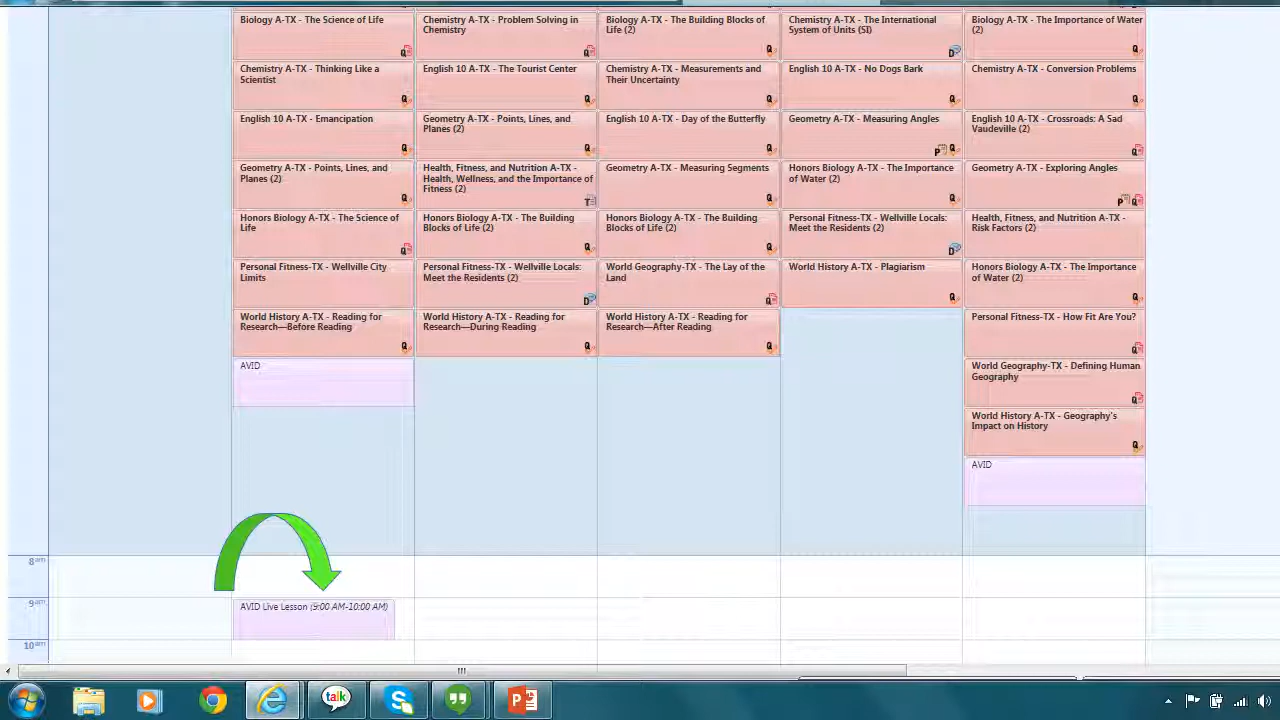 Biology A-TX - The Science of Life
Q
Chemistry A-TX - Thinking Like a
Scientist
Q
English 10 A-TX - Emancipation
Q
Geometry A-TX - Points, Lines, and
Planes (2)
Q
Honors Biology A-TX - The Science of
Life
Q
Personal Fitness-TX - Wellville City
Limits
World History A-TX - Reading for
Research—Before Reading
Q
AVID
Chemistry A-TX - Problem Solving in
Chemistry
Q
English 10 A-TX - The Tourist Center
Q
Geometry A-TX - Points, Lines, and
Planes (2)
Q
Health, Fitness, and Nutrition A-TX -
Health, Wellness, and the Importance of
Fitness (2)
T
Honors Biology A-TX - The Building
Blocks of Life (2)
Q
Personal Fitness-TX - Wellville Locals:
Meet the Residents (2)
D
World History A-TX - Reading for
Research—During Reading
Q
Biology A-TX - The Building Blocks of
Life (2)
Q
Chemistry A-TX - Measurements and
Their Uncertainty
Q
English 10 A-TX - Day of the Butterfly
Q
Geometry A-TX - Measuring Segments
Q
Honors Biology A-TX - The Building
Blocks of Life (2)
Q
World Geography-TX - The Lay of the
Land
Q
World History A-TX - Reading for
Research—After Reading
Q
Chemistry A-TX - The International
System of Units (SI)
D
English 10 A-TX - No Dogs Bark
Q
Geometry A-TX - Measuring Angles
P Q
Honors Biology A-TX - The Importance
of Water (2)
Q
Personal Fitness-TX - Wellville Locals:
Meet the Residents (2)
D
World History A-TX - Plagiarism
Q
Biology A-TX - The Importance of Water
(2)
Q
Chemistry A-TX - Conversion Problems
Q
English 10 A-TX - Crossroads: A Sad
Vaudeville (2)
Q
Geometry A-TX - Exploring Angles
P Q
Health, Fitness, and Nutrition A-TX -
Risk Factors (2)
Honors Biology A-TX - The Importance
of Water (2)
Q
Personal Fitness-TX - How Fit Are You?
Q
World Geography-TX - Defining Human
Geography
Q
World History A-TX - Geography's
Impact on History
Q
AVID
8am
9am
AVID Live Lesson (9:00 AM-10:00 AM)
10am
talk